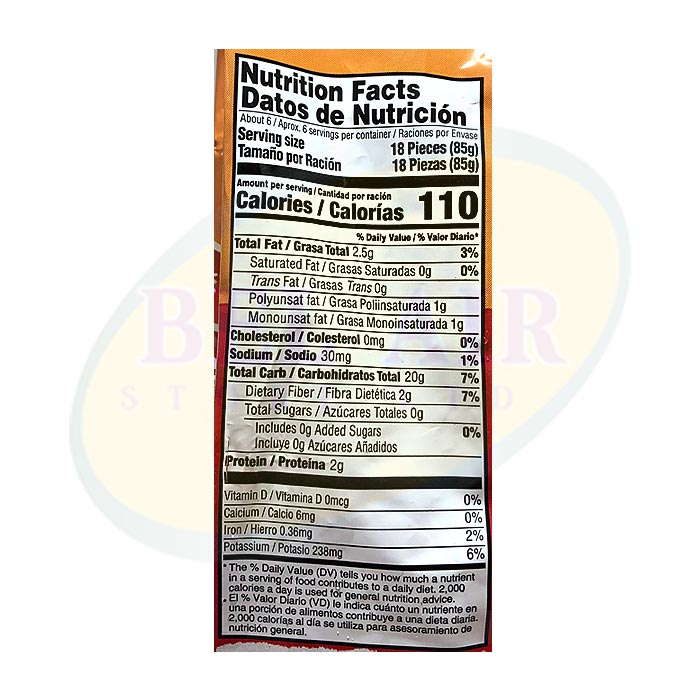 Nutrition Facts
Datos de Nutrición
About 6 / Aprox. 6 servings per container / Raciones por Envase
Serving size 18 Pieces (85g)
Tamaño por Ración 18 Piezas (85g)
Amount per serving / Cantidad por ración
Calories / Calorías 110
% Daily Value / % Valor Diario*
Total Fat / Grasa Total 2.5g 3%
Saturated Fat / Grasas Saturadas 0g 0%
Trans Fat / Grasas Trans 0g
Polyunsat fat / Grasa Poliinsaturada 1g
Monounsat fat / Grasa Monoinsaturada 1g
Cholesterol / Colesterol 0mg 0%
Sodium / Sodio 30mg 1%
Total Carb / Carbohidratos Total 20g 7%
Dietary Fiber / Fibra Dietética 2g 7%
Total Sugars / Azúcares Totales 0g
Includes 0g Added Sugars 0%
Incluye 0g Azúcares Añadidos
Protein / Proteína 2g
Vitamin D / Vitamina D 0mcg 0%
Calcium / Calcio 6mg 0%
Iron / Hierro 0.36mg 2%
Potassium / Potasio 238mg 6%
* The % Daily Value (DV) tells you how much a nutrient
in a serving of food contributes to a daily diet. 2,000
calories a day is used for general nutrition advice.
* El % Valor Diario (VD) le indica cuánto un nutriente en
una porción de alimentos contribuye a una dieta diaria.
2,000 calorías al día se utiliza para asesoramiento de
nutrición general.